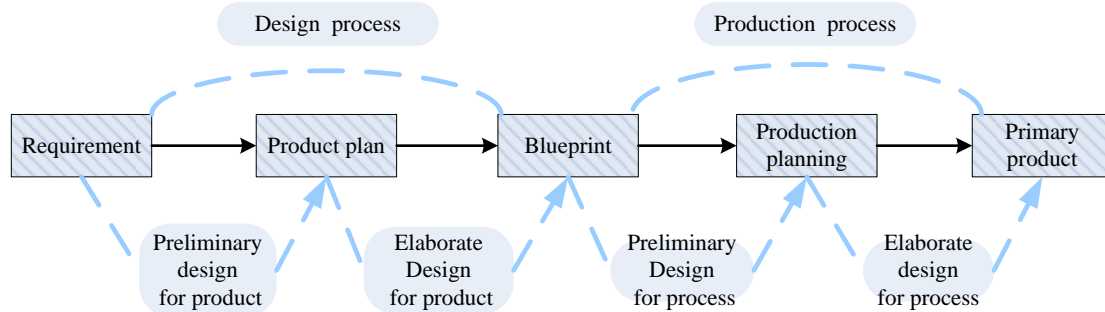 Design process
Production process
Requirement
Product plan
Blueprint
Production
planning
Primary
product
Preliminary
design
for product
Elaborate
Design
for product
Preliminary
Design
for process
Elaborate
design
for process